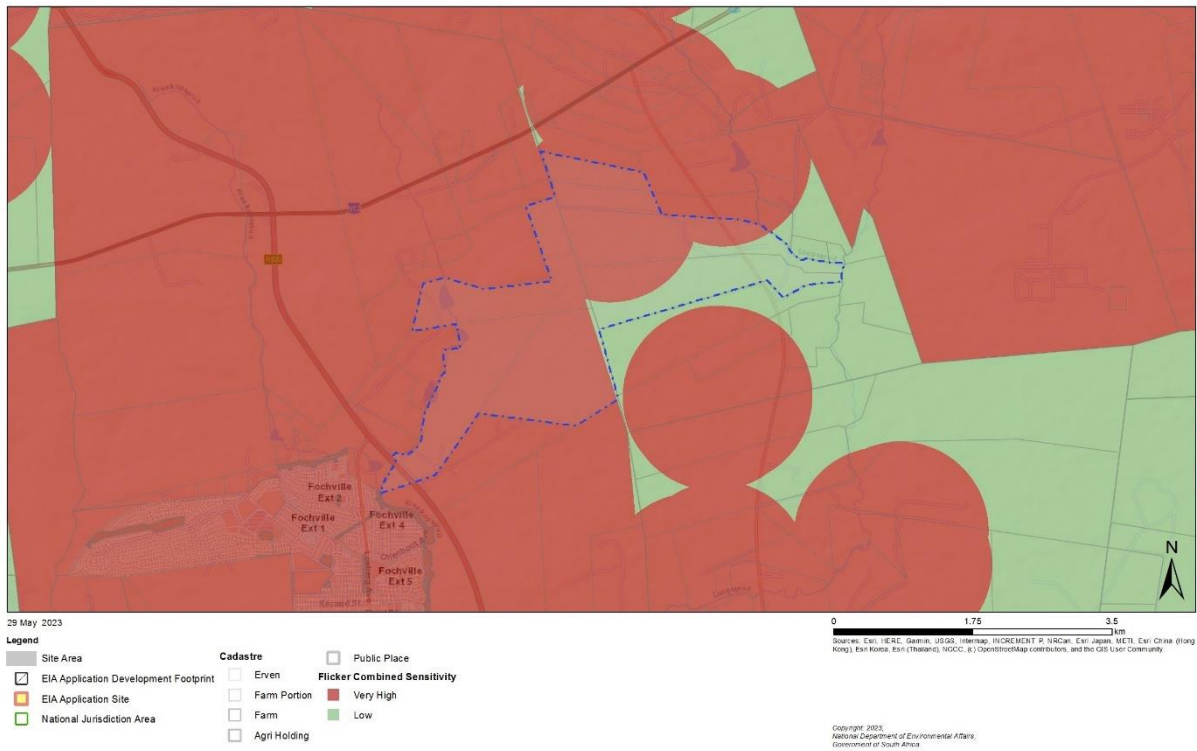 Fochville
Ext 2
Fochville
Ext 1
Fochville
Ext 4
Fochville
Ext 5
N
29 May 2023
0 1.75 3.5
km
Sources: Esri, HERE, Garmin, USGS, Intermap, INCREMENT P, NRCan, Esri Japan, METI, Esri China (Hong
Kong), Esri Korea, Esri (Thailand), NGCC, (c) OpenStreetMap contributors, and the GIS User Community
Legend
Site Area
EIA Application Development Footprint
EIA Application Site
National Jurisdiction Area
Cadastre
Erven
Farm Portion
Farm
Agri Holding
Public Place
Flicker Combined Sensitivity
Very High
Low
Copyright: 2023,
National Department of Environmental Affairs,
Government of South Africa